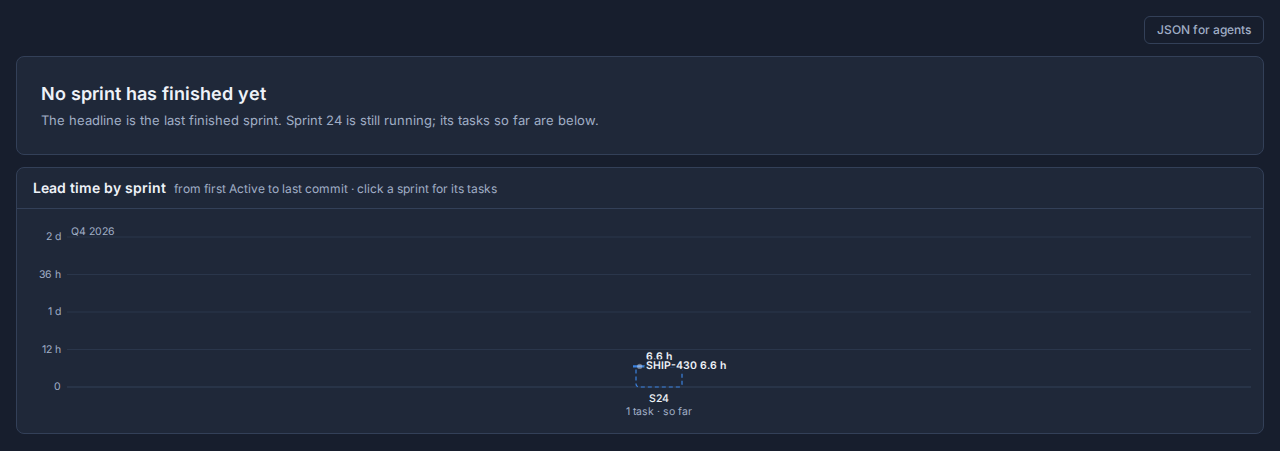 JSON for agents
No sprint has finished yet
The headline is the last finished sprint. Sprint 24 is still running; its tasks so far are below.
Lead time by sprint from first Active to last commit · click a sprint for its tasks
Q4 2026
2 d
36 h
1 d
12 h
6.6 h
SHIP-430 6.6 h
0
S24
1 task · so far